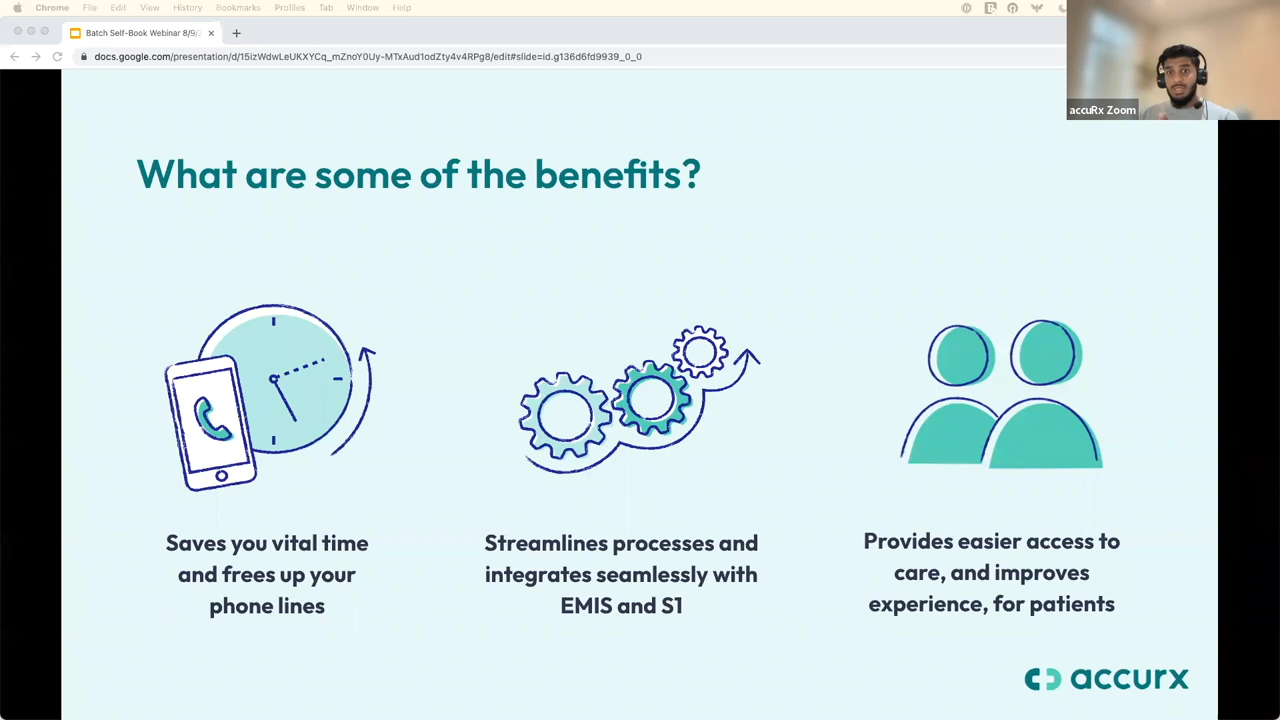 Chrome File Edit View History Bookmarks Profiles Tab Window Help
Batch Self-Book Webinar 8/9/
docs.google.com/presentation/d/15izWdwLeUKXYCq_mZnoY0Uy-MTxAud1odZty4v4RPg8/edit#slide=id.g136d6fd9939_0_0
accuRx Zoom
What are some of the benefits?
Saves you vital time
and frees up your
phone lines
Streamlines processes and
integrates seamlessly with
EMIS and S1
Provides easier access to
care, and improves
experience, for patients
accurx